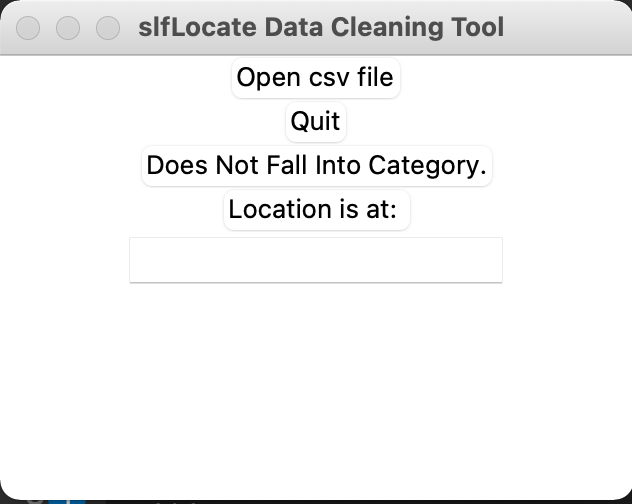 slfLocate Data Cleaning Tool
Open csv file
Quit
Does Not Fall Into Category.
Location is at: